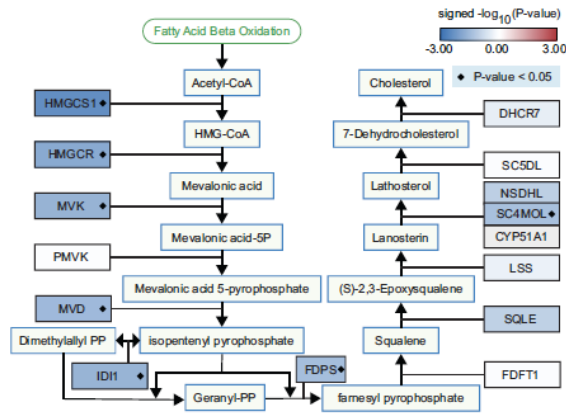 signed -log10(P-value)
-3.00 0.00 3.00
◆ P-value < 0.05
Fatty Acid Beta Oxidation
Acetyl-CoA
HMGCS1 ◆
HMG-CoA
HMGCR ◆
Mevalonic acid
MVK ◆
Mevalonic acid-5P
PMVK
Mevalonic acid 5-pyrophosphate
MVD ◆
Dimethylallyl PP
isopentenyl pyrophosphate
IDI1 ◆
Geranyl-PP
FDPS ◆
farnesyl pyrophosphate
Cholesterol
DHCR7
7-Dehydrocholesterol
SC5DL
Lathosterol
NSDHL
SC4MOL ◆
CYP51A1
Lanosterin
LSS
(S)-2,3-Epoxysqualene
SQLE
Squalene
FDFT1